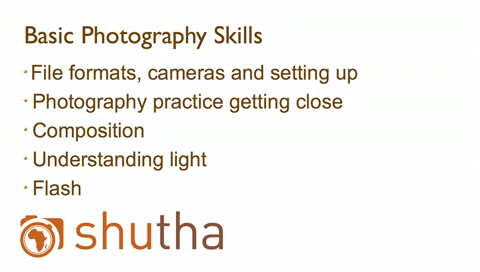 Basic Photography Skills
File formats, cameras and setting up
Photography practice getting close
Composition
Understanding light
Flash
shutha